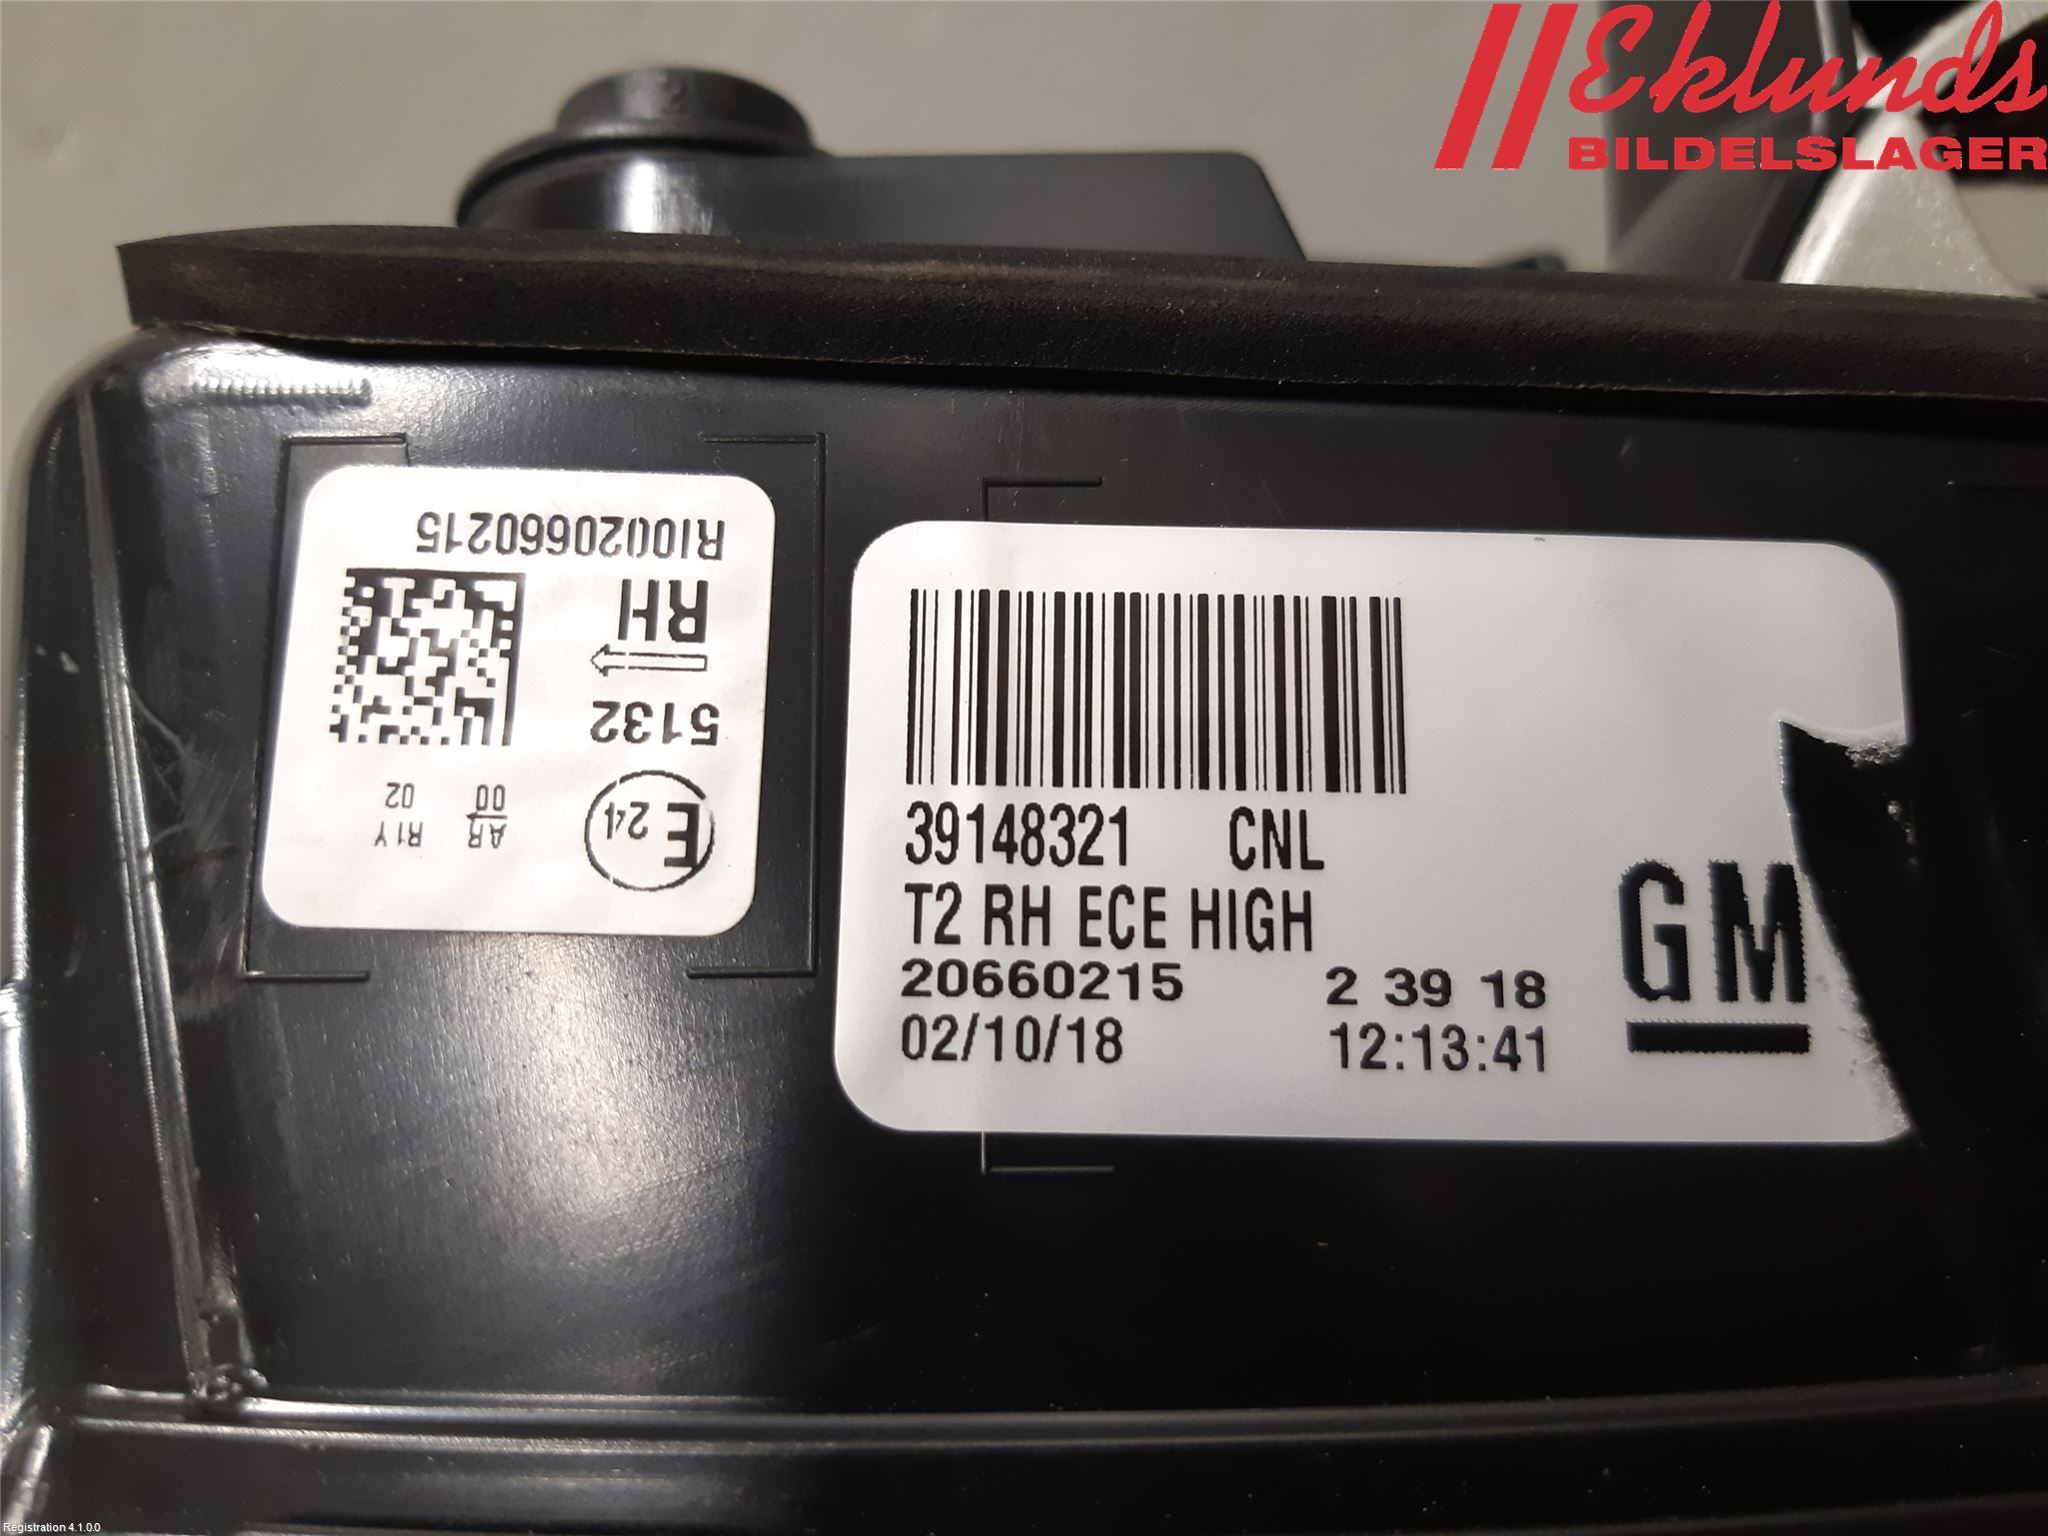 Eklunds
BILDELSLAGER
R10020660215
RH
5132
E 24
AR 00
R1Y 02
39148321 CNL
T2 RH ECE HIGH
20660215 2 39 18
02/10/18 12:13:41
GM
Registration 4.1.0.0